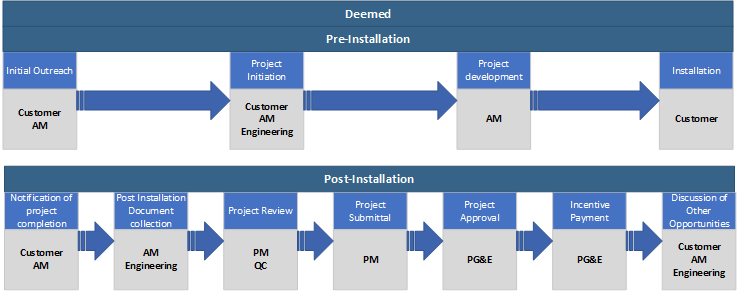 Deemed
Pre-Installation
Initial Outreach
Customer
AM
Project
Initiation
Customer
AM
Engineering
Project
development
AM
Installation
Customer
Post-Installation
Notification of
project
completion
Customer
AM
Post Installation
Document
collection
AM
Engineering
Project Review
PM
QC
Project
Submittal
PM
Project
Approval
PG&E
Incentive
Payment
PG&E
Discussion of
Other
Opportunities
Customer
AM
Engineering